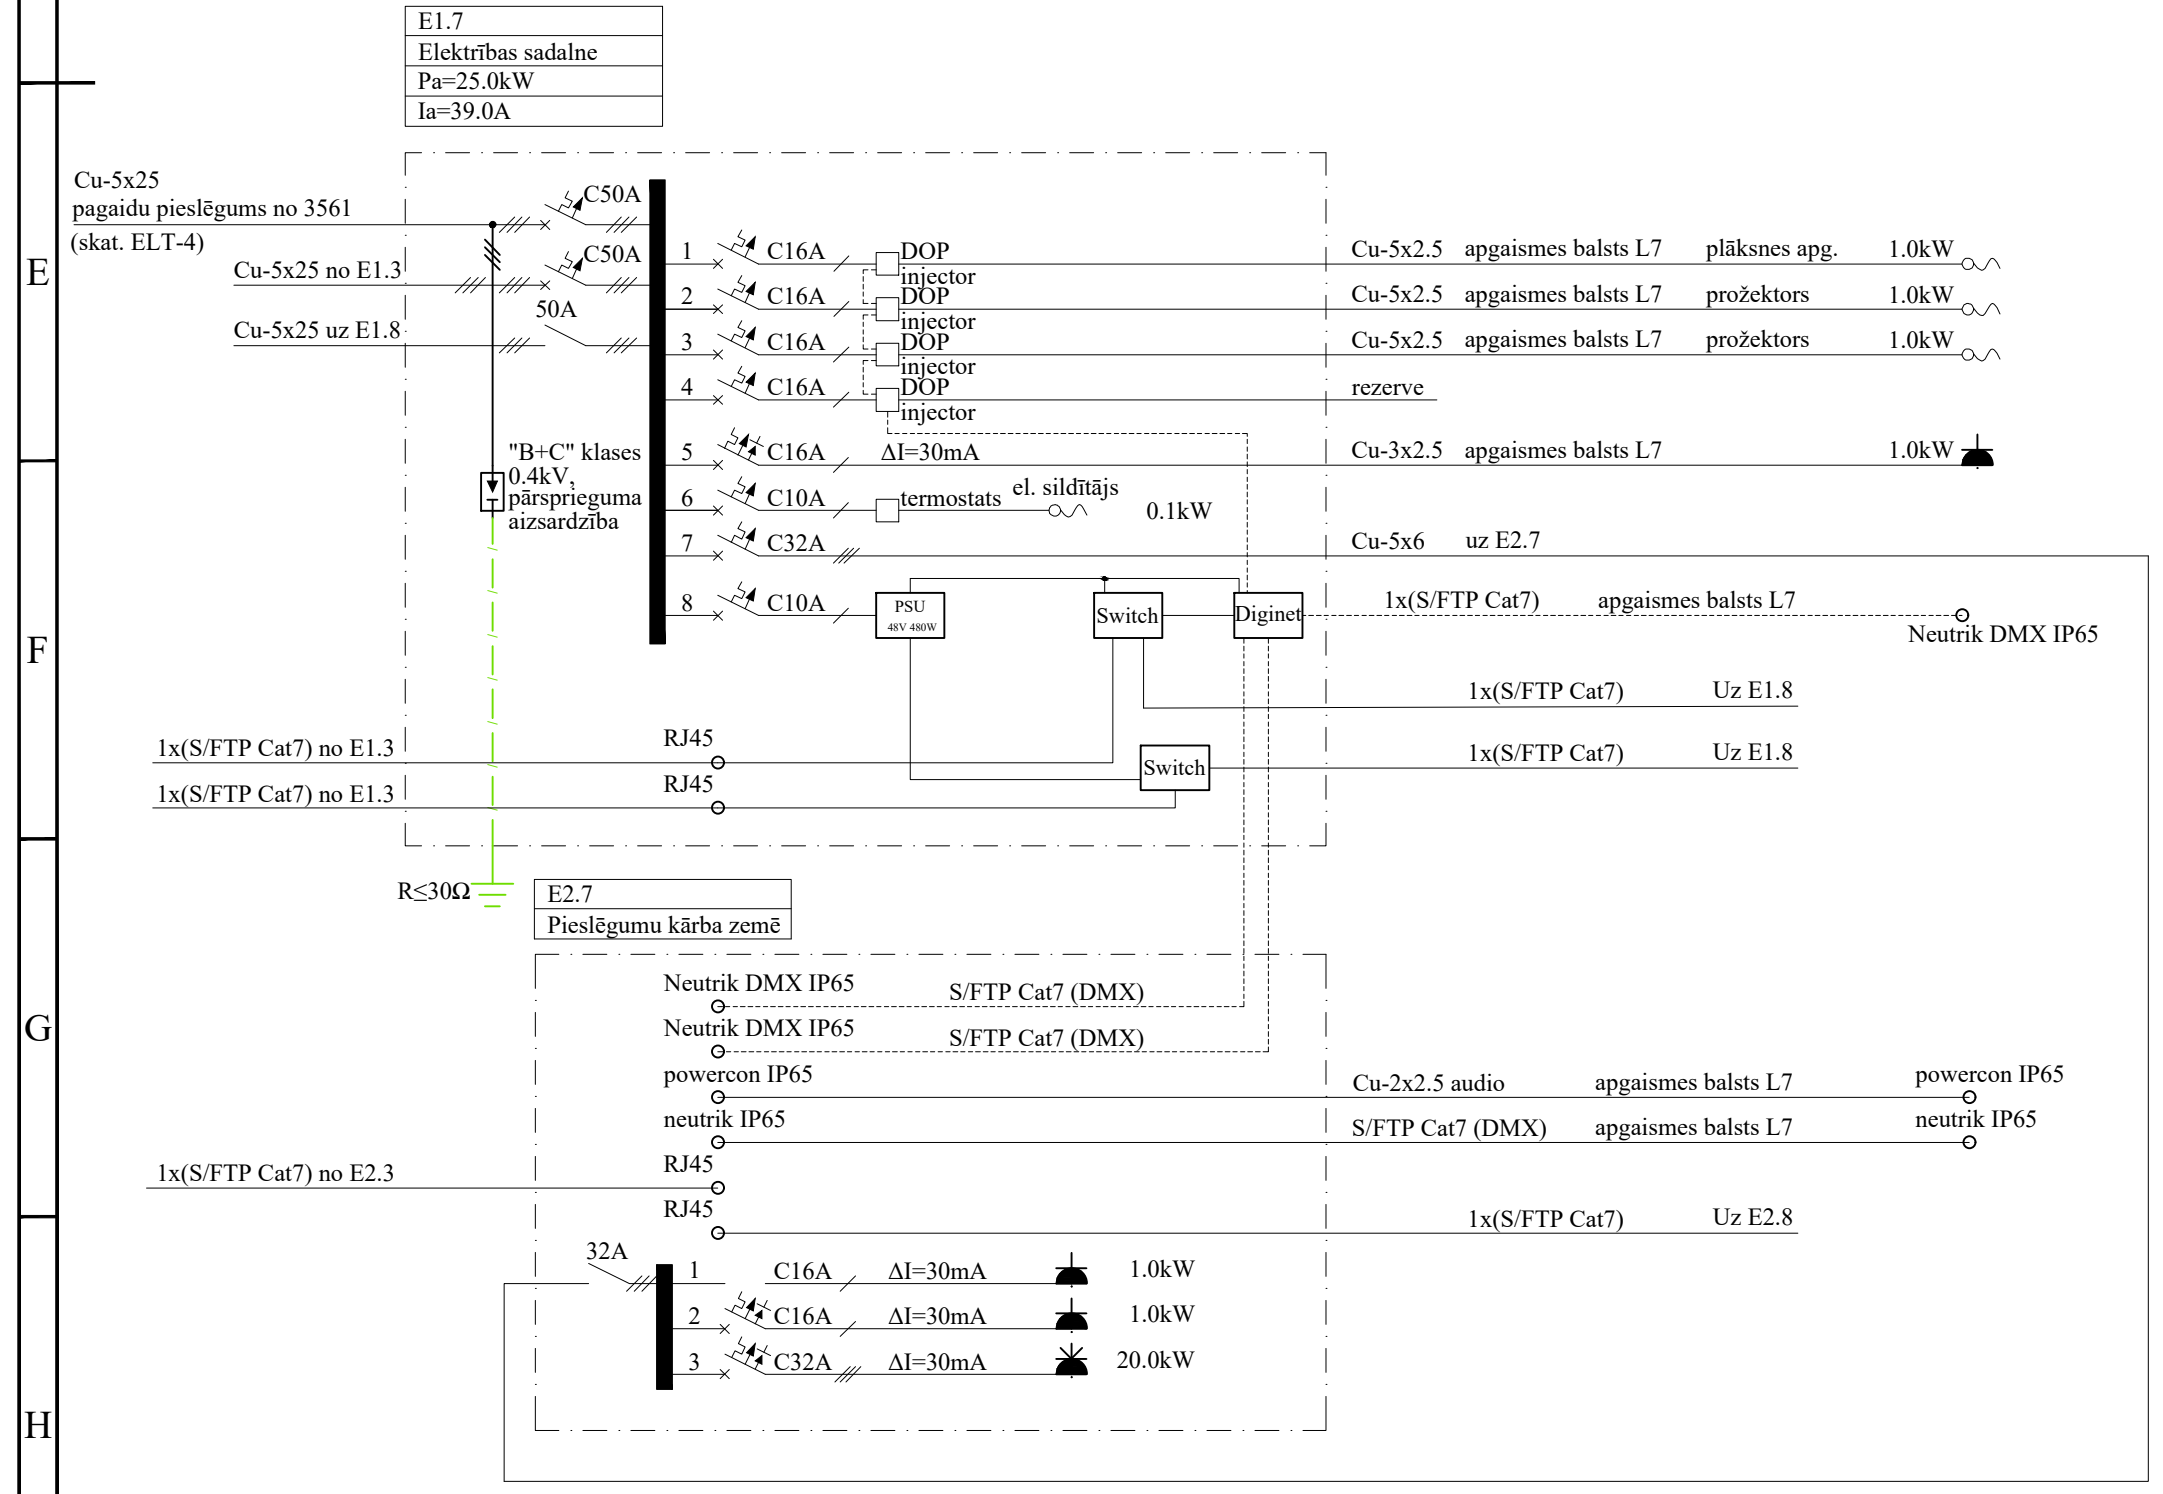 E1.7
Elektrības sadalne
Pa=25.0kW
Ia=39.0A
Cu-5x25
pagaidu pieslēgums no 3561
(skat. ELT-4)
C50A
Cu-5x25 no E1.3
C50A
Cu-5x25 uz E1.8
50A
E
1 C16A DOP injector Cu-5x2.5 apgaismes balsts L7 plāksnes apg. 1.0kW
2 C16A DOP injector Cu-5x2.5 apgaismes balsts L7 prožektors 1.0kW
3 C16A DOP injector Cu-5x2.5 apgaismes balsts L7 prožektors 1.0kW
4 C16A DOP injector rezerve
"B+C" klases
0.4kV,
pārsprieguma
aizsardzība
5 C16A ΔI=30mA Cu-3x2.5 apgaismes balsts L7 1.0kW
6 C10A termostats el. sildītājs 0.1kW
7 C32A Cu-5x6 uz E2.7
8 C10A PSU
48V 480W
Switch
Diginet
1x(S/FTP Cat7) apgaismes balsts L7
Neutrik DMX IP65
F
1x(S/FTP Cat7) Uz E1.8
1x(S/FTP Cat7) no E1.3 RJ45
Switch
1x(S/FTP Cat7) Uz E1.8
1x(S/FTP Cat7) no E1.3 RJ45
R≤30Ω
E2.7
Pieslēgumu kārba zemē
Neutrik DMX IP65 S/FTP Cat7 (DMX)
G
Neutrik DMX IP65 S/FTP Cat7 (DMX)
powercon IP65 Cu-2x2.5 audio apgaismes balsts L7 powercon IP65
neutrik IP65 S/FTP Cat7 (DMX) apgaismes balsts L7 neutrik IP65
1x(S/FTP Cat7) no E2.3 RJ45
RJ45 1x(S/FTP Cat7) Uz E2.8
32A
1 C16A ΔI=30mA 1.0kW
2 C16A ΔI=30mA 1.0kW
3 C32A ΔI=30mA 20.0kW
H